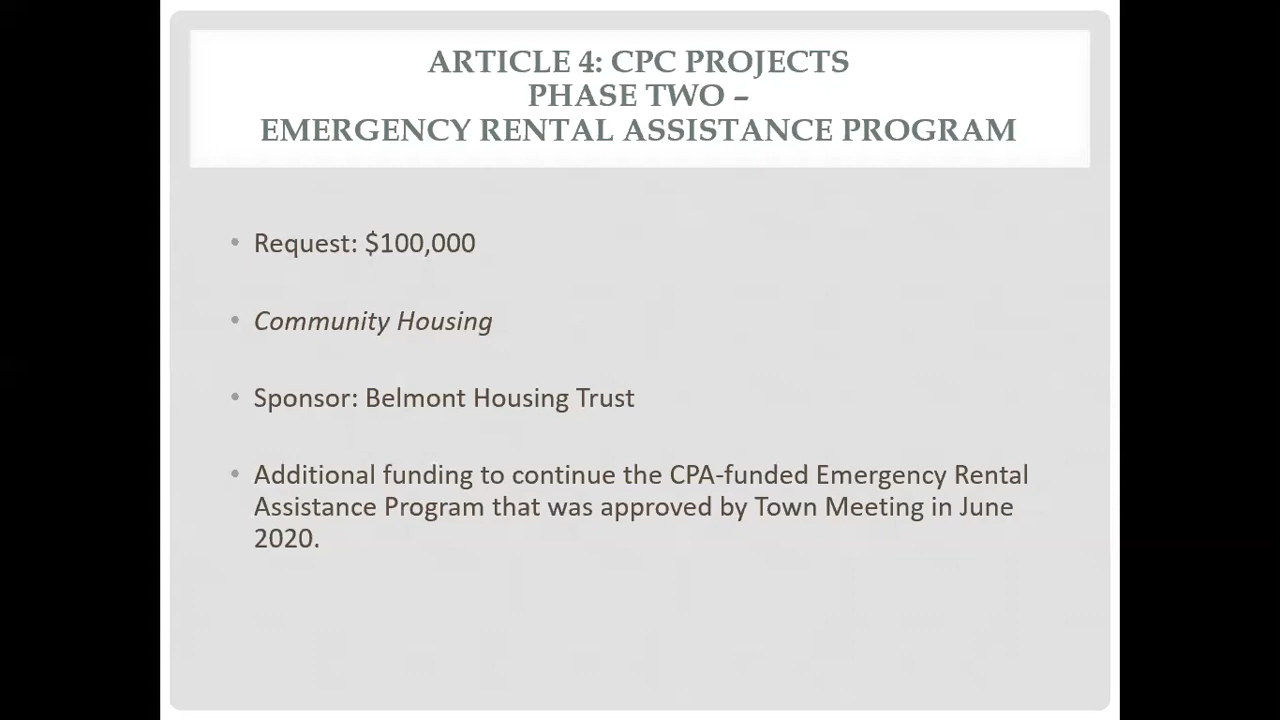 ARTICLE 4: CPC PROJECTS
PHASE TWO –
EMERGENCY RENTAL ASSISTANCE PROGRAM
• Request: $100,000
• Community Housing
• Sponsor: Belmont Housing Trust
• Additional funding to continue the CPA-funded Emergency Rental
Assistance Program that was approved by Town Meeting in June
2020.